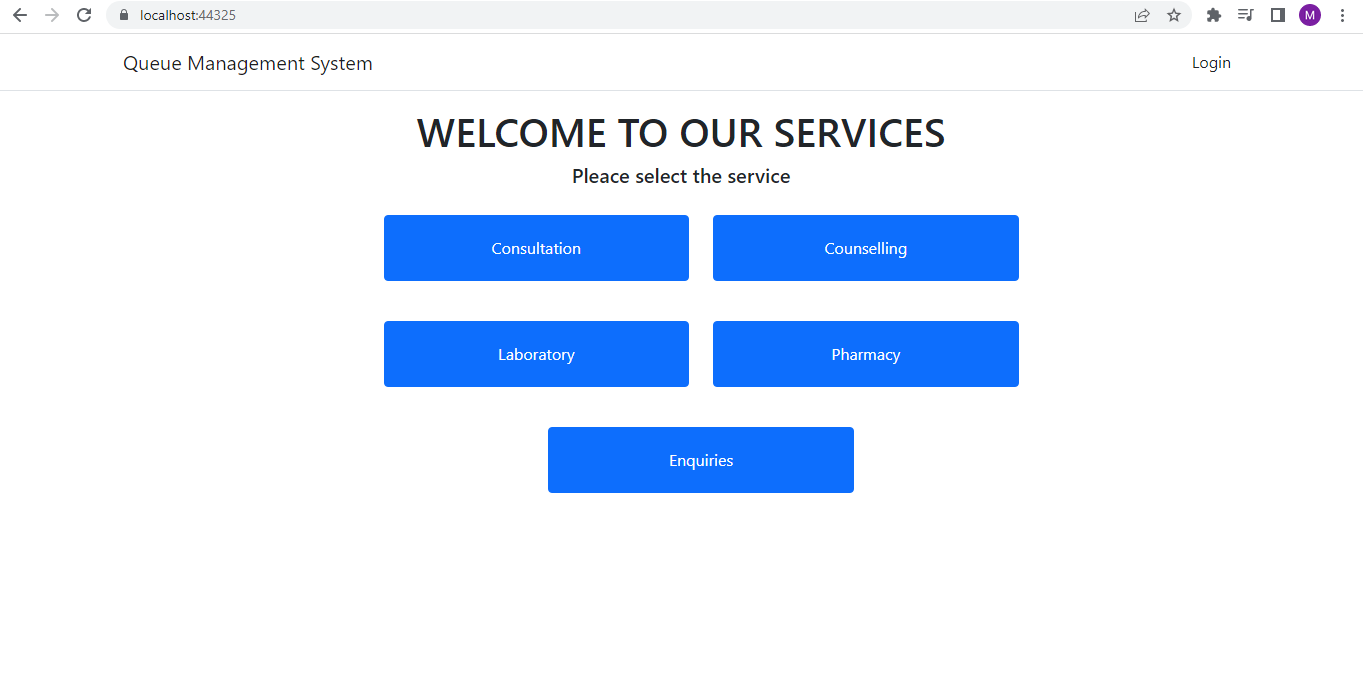 localhost:44325
M
Queue Management System Login
WELCOME TO OUR SERVICES
Pleace select the service
Consultation Counselling
Laboratory Pharmacy
Enquiries